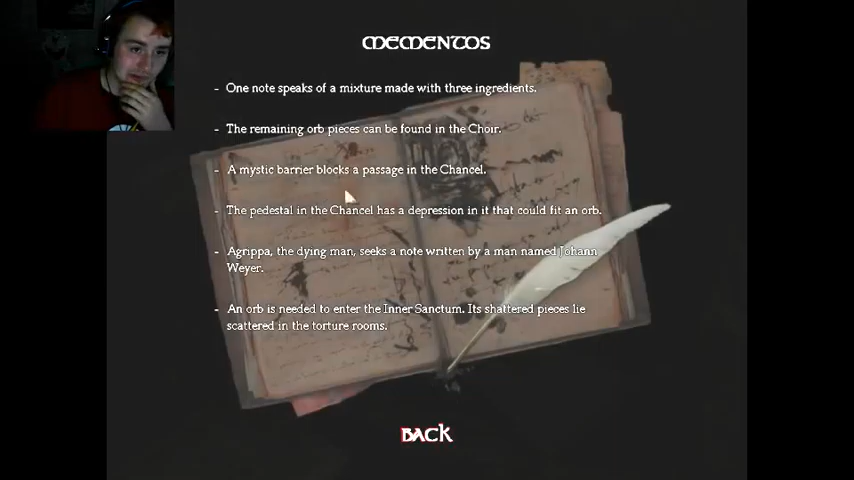 MEMENTOS
- One note speaks of a mixture made with three ingredients.
- The remaining orb pieces can be found in the Choir.
- A mystic barrier blocks a passage in the Chancel.
- The pedestal in the Chancel has a depression in it that could fit an orb.
- Agrippa, the dying man, seeks a note written by a man named Johann
Weyer.
- An orb is needed to enter the Inner Sanctum. Its shattered pieces lie
scattered in the torture rooms.
BACK